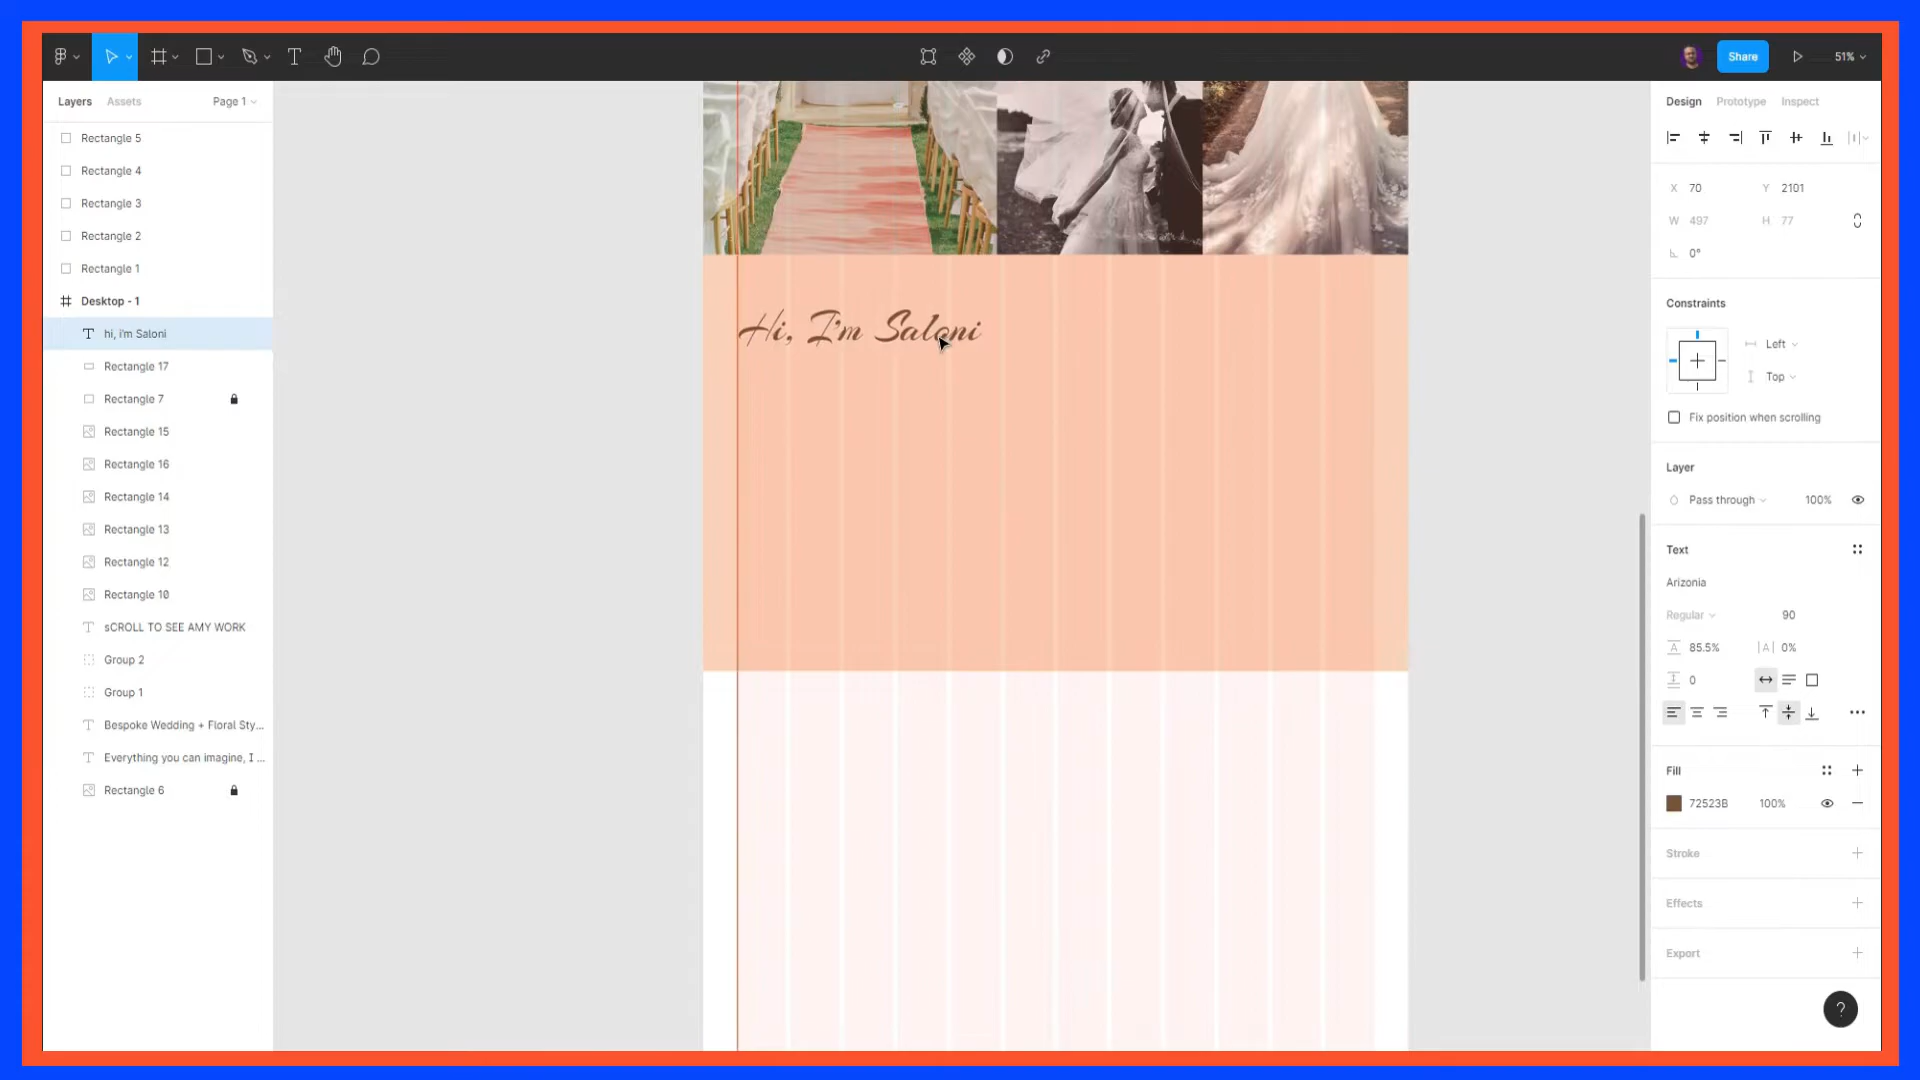 Share
51%
Layers
Assets
Page 1
Rectangle 5
Rectangle 4
Rectangle 3
Rectangle 2
Rectangle 1
Desktop - 1
hi, i'm Saloni
Rectangle 17
Rectangle 7
Rectangle 15
Rectangle 16
Rectangle 14
Rectangle 13
Rectangle 12
Rectangle 10
sCROLL TO SEE AMY WORK
Group 2
Group 1
Bespoke Wedding + Floral Sty...
Everything you can imagine, I ...
Rectangle 6
Hi, I'm Saloni
Design
Prototype
Inspect
X 70
Y 2101
W 497
H 77
0°
Constraints
Left
Top
Fix position when scrolling
Layer
Pass through
100%
Text
Arizonia
Regular
90
85.5%
|A| 0%
0
Fill
72523B
100%
Stroke
Effects
Export
?